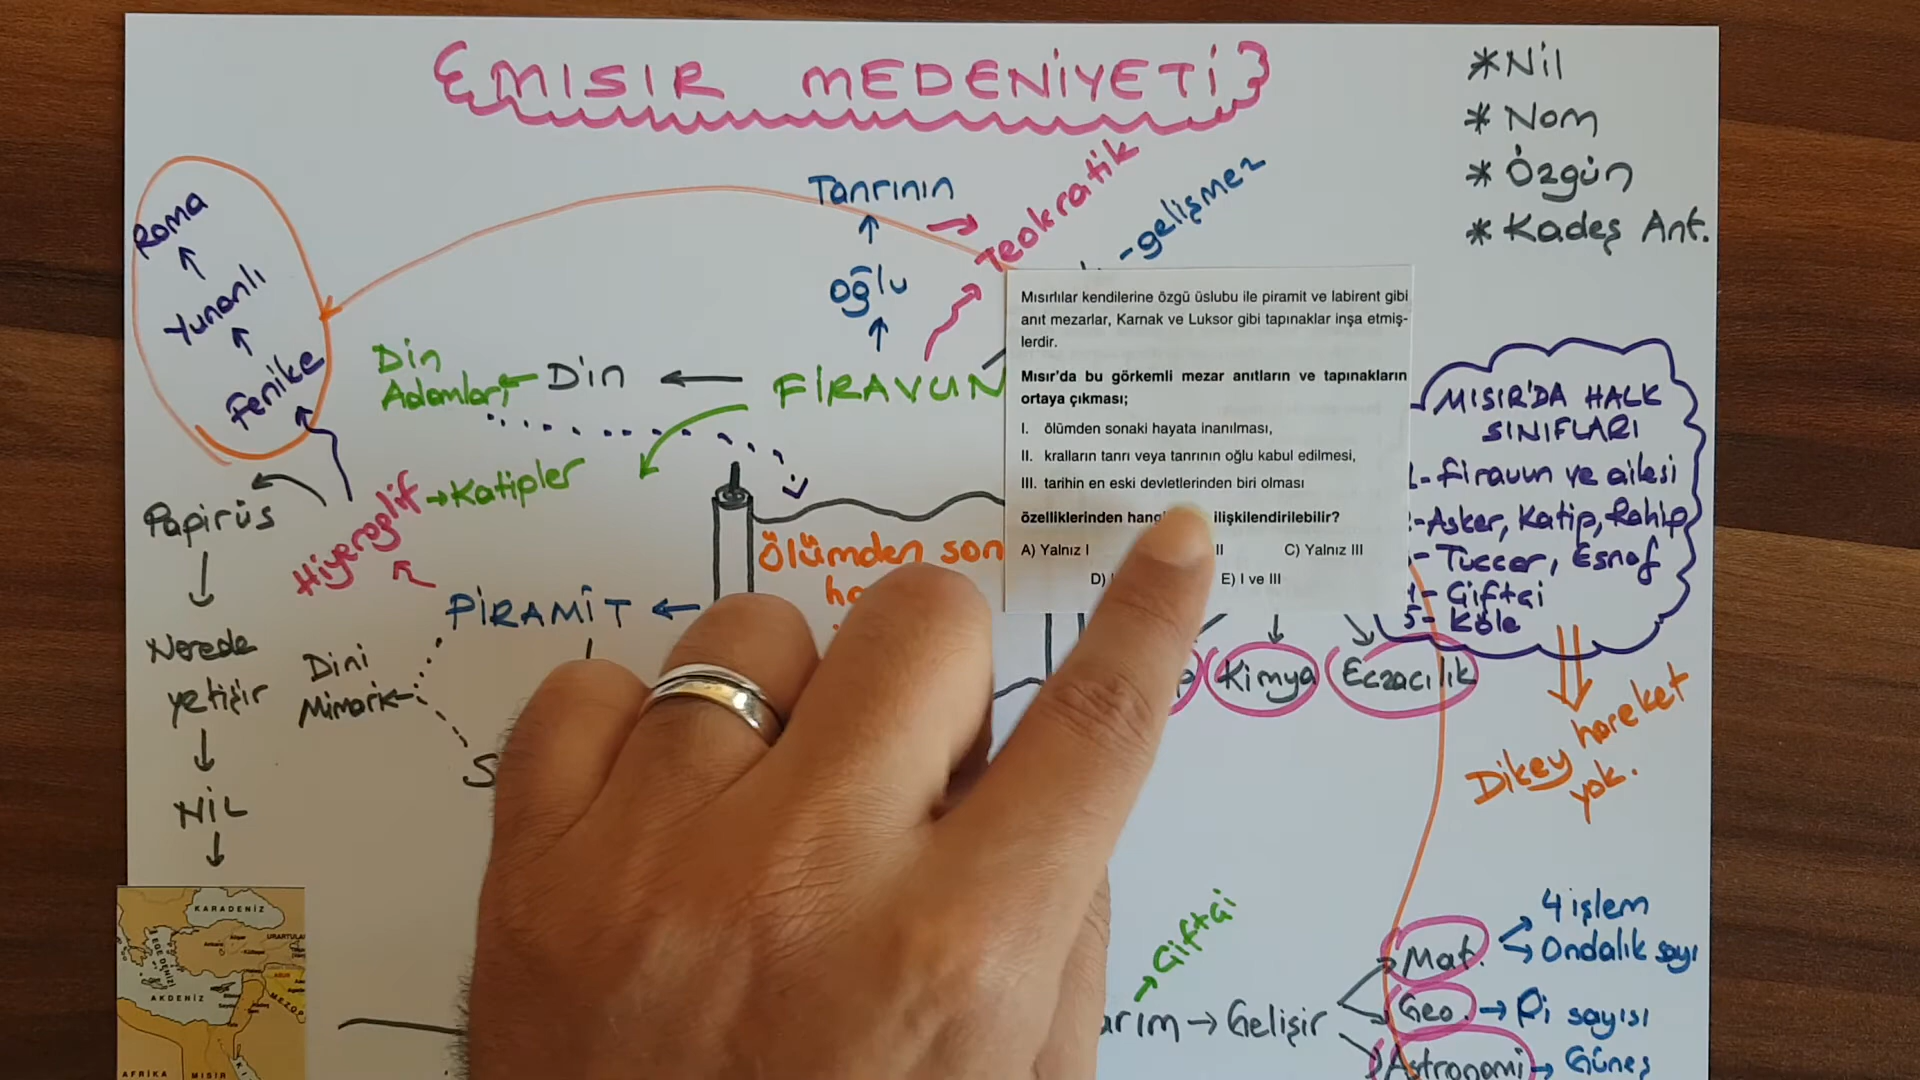 MISIR MEDENİYETİ
*Nil
*Nom
*Özgün
*Kadeş Ant.
Roma
Yunanlı
Fenike
Tanrının
Oğlu
Teokratik
-gelişmez
Din
Adamları
Din
FİRAVUN
Katipler
Hiyeroglif
Papirüs
Nerede
yetişir
NİL
PİRAMİT
Dini
Mimari
Ölümden son
Mısırlılar kendilerine özgü üslubu ile piramit ve labirent gibi
anıt mezarlar, Karnak ve Luksor gibi tapınaklar inşa etmiş-
lerdir.
Mısır'da bu görkemli mezar anıtların ve tapınakların
ortaya çıkması;
I. ölümden sonaki hayata inanılması,
II. kralların tanrı veya tanrının oğlu kabul edilmesi,
III. tarihin en eski devletlerinden biri olması
özelliklerinden ilişkilendirilebilir?
A) Yalnız I II C) Yalnız III
D) E) I ve III
MISIR'DA HALK
SINIFLARI
1-Firavun ve ailesi
-Asker, Katip, Rahip
-Tüccar, Esnaf
-Çiftçi
5-Köle
Dikey hareket
yok.
Kimya
Eczacılık
Çiftçi
Gelişir
Mat.
4 işlem
Ondalık sayı
Geo.
Pi sayısı
Astronomi
Güneş
KARADENİZ
EGE DENİZİ
AKDENİZ
AFRİKA
MISIR